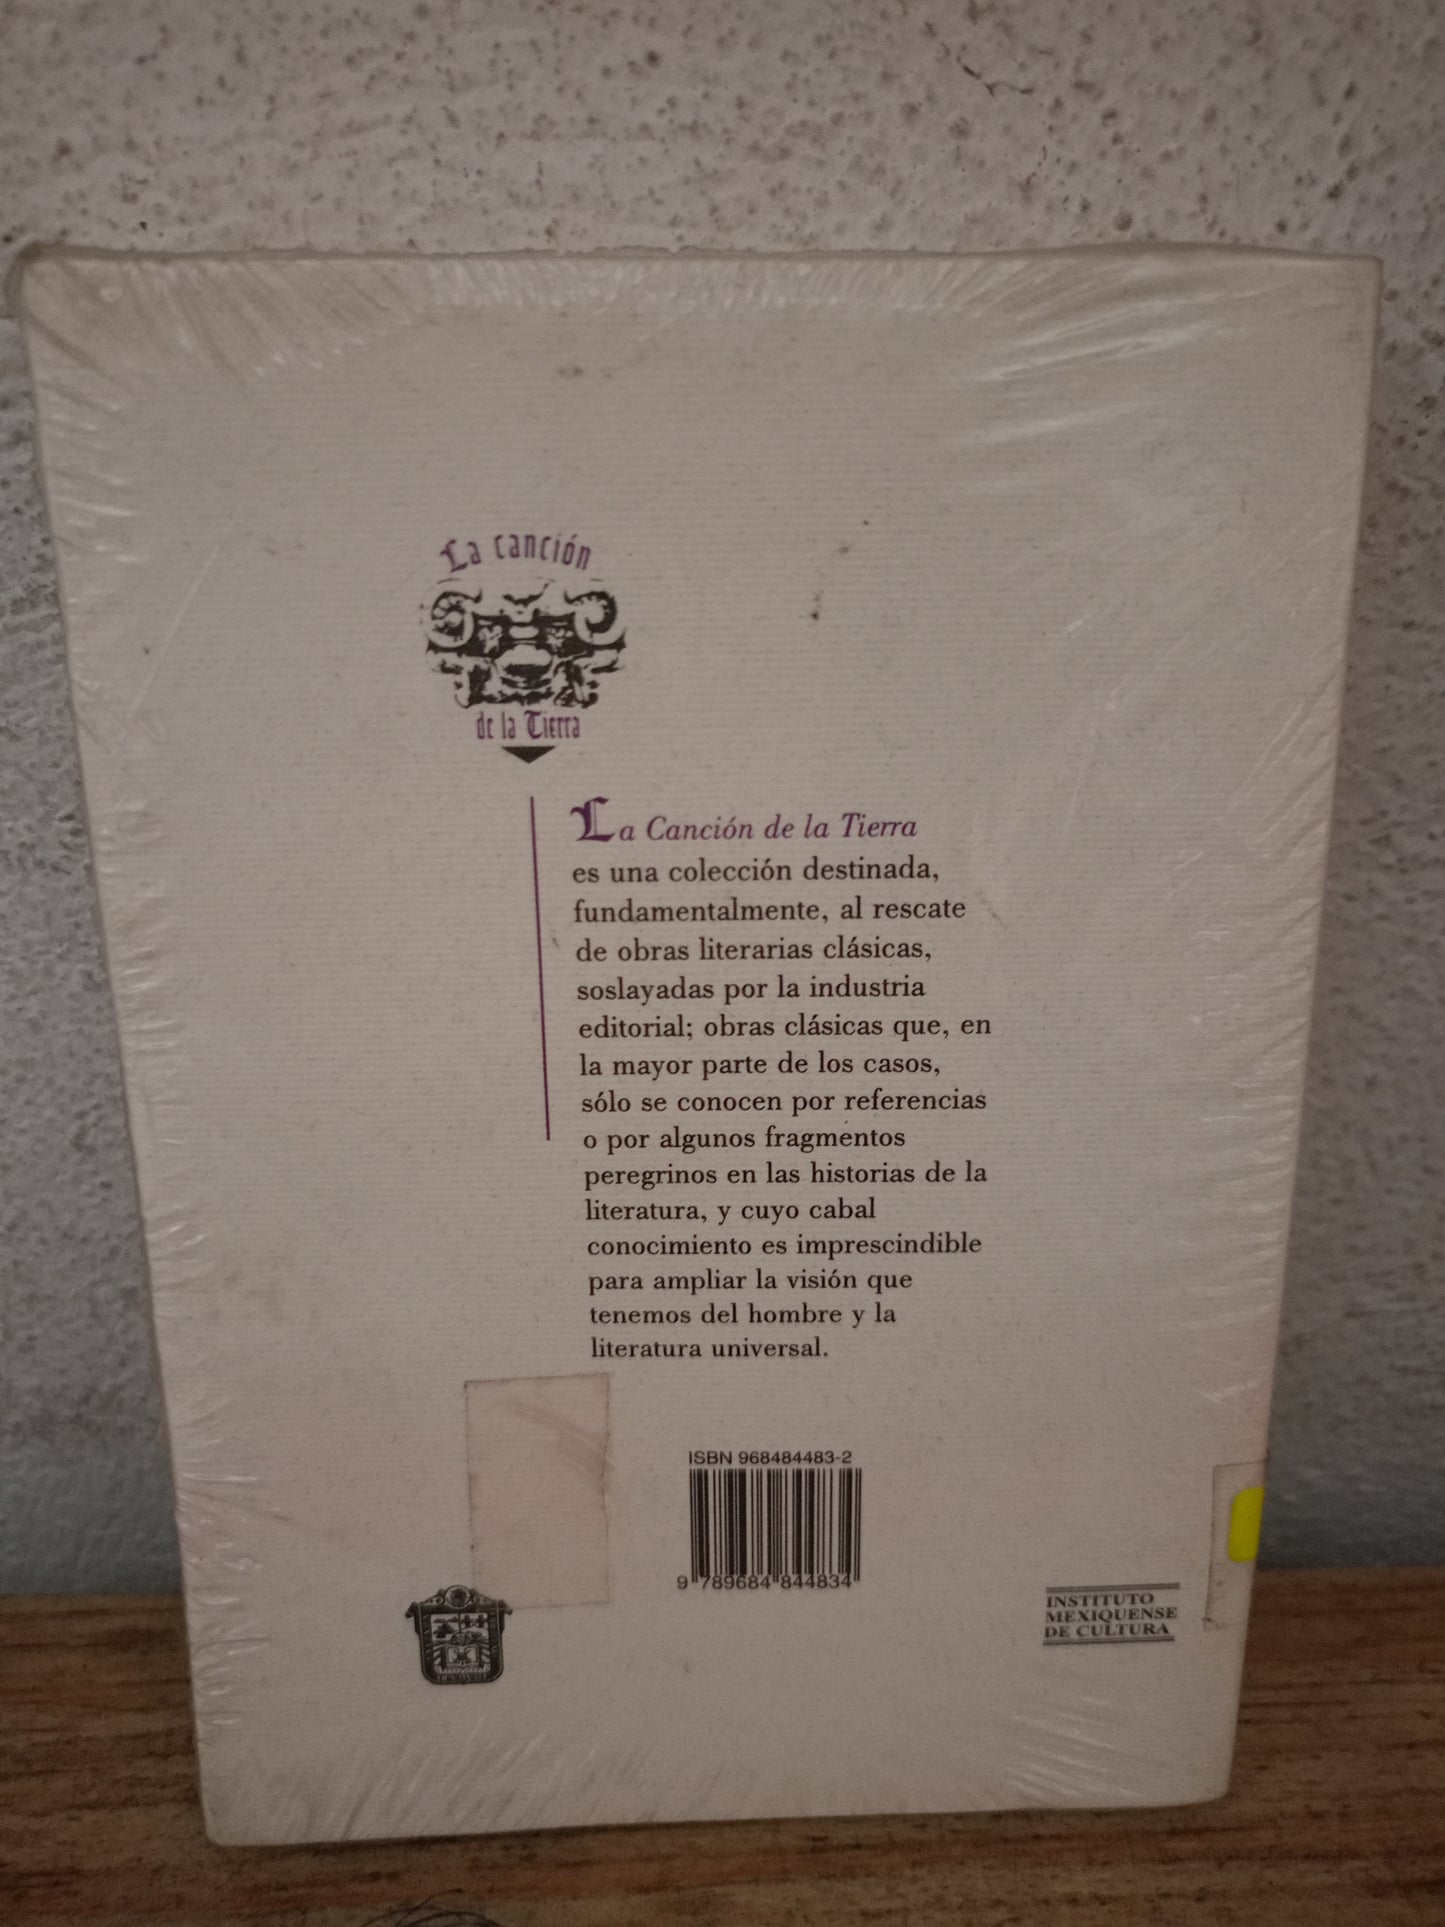 La canción
de la Tierra
La Canción de la Tierra
es una colección destinada,
fundamentalmente, al rescate
de obras literarias clásicas,
soslayadas por la industria
editorial; obras clásicas que, en
la mayor parte de los casos,
sólo se conocen por referencias
o por algunos fragmentos
peregrinos en las historias de la
literatura, y cuyo cabal
conocimiento es imprescindible
para ampliar la visión que
tenemos del hombre y la
literatura universal.
ISBN 968484483-2
9 789684 844834
INSTITUTO
MEXIQUENSE
DE CULTURA